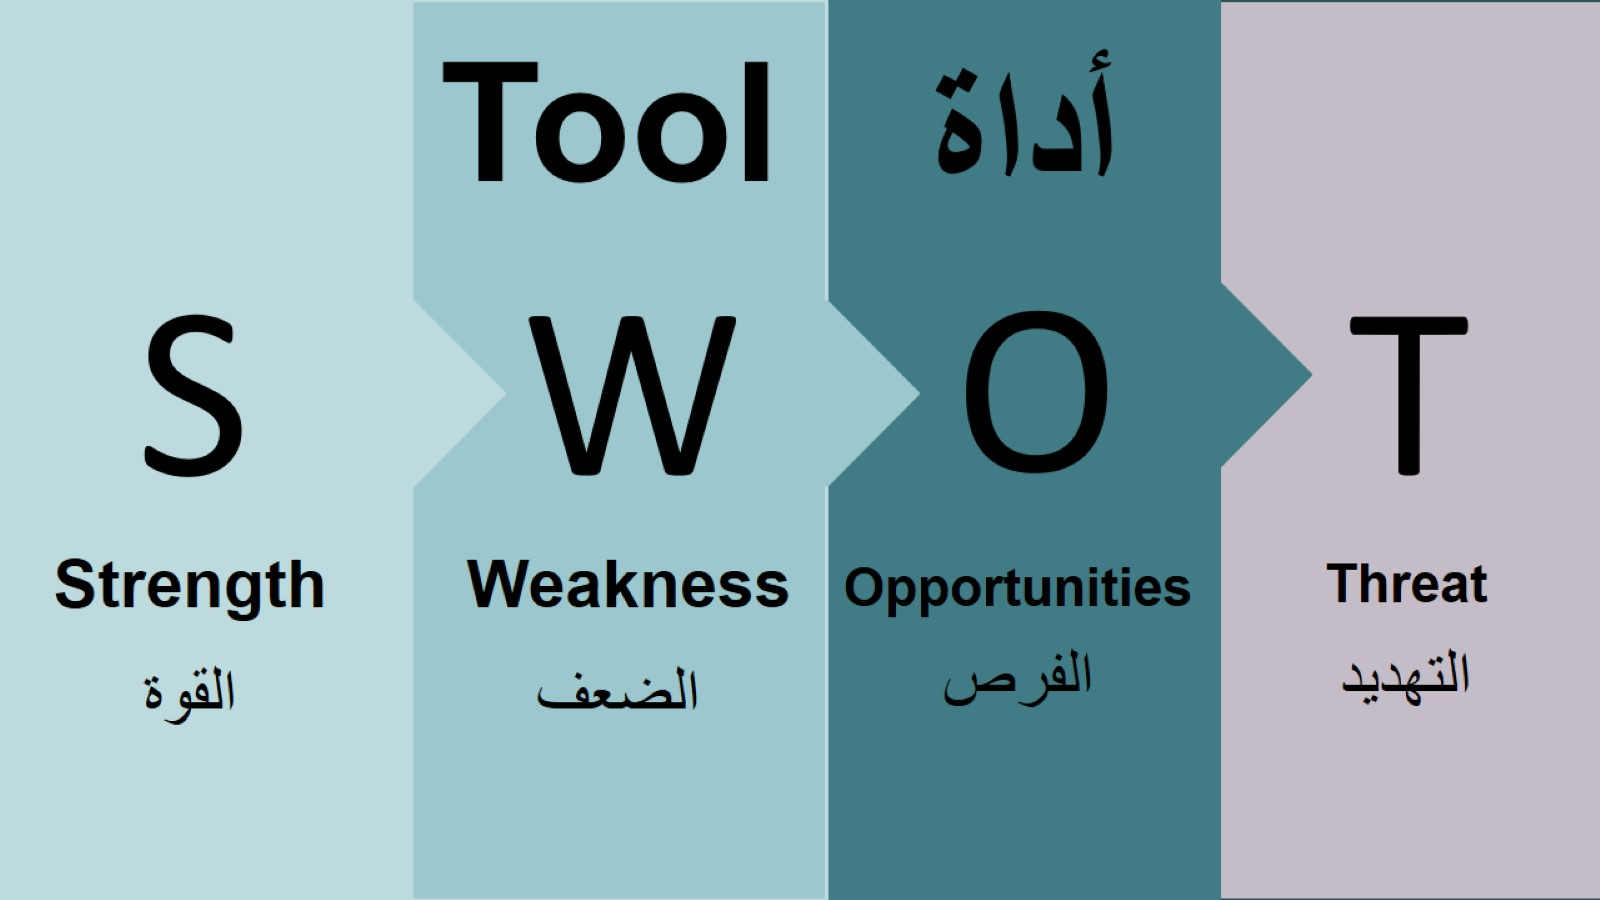 Tool
أداة
S
W
O
T
Strength
Weakness
Opportunities
Threat
القوة
الضعف
الفرص
التهديد